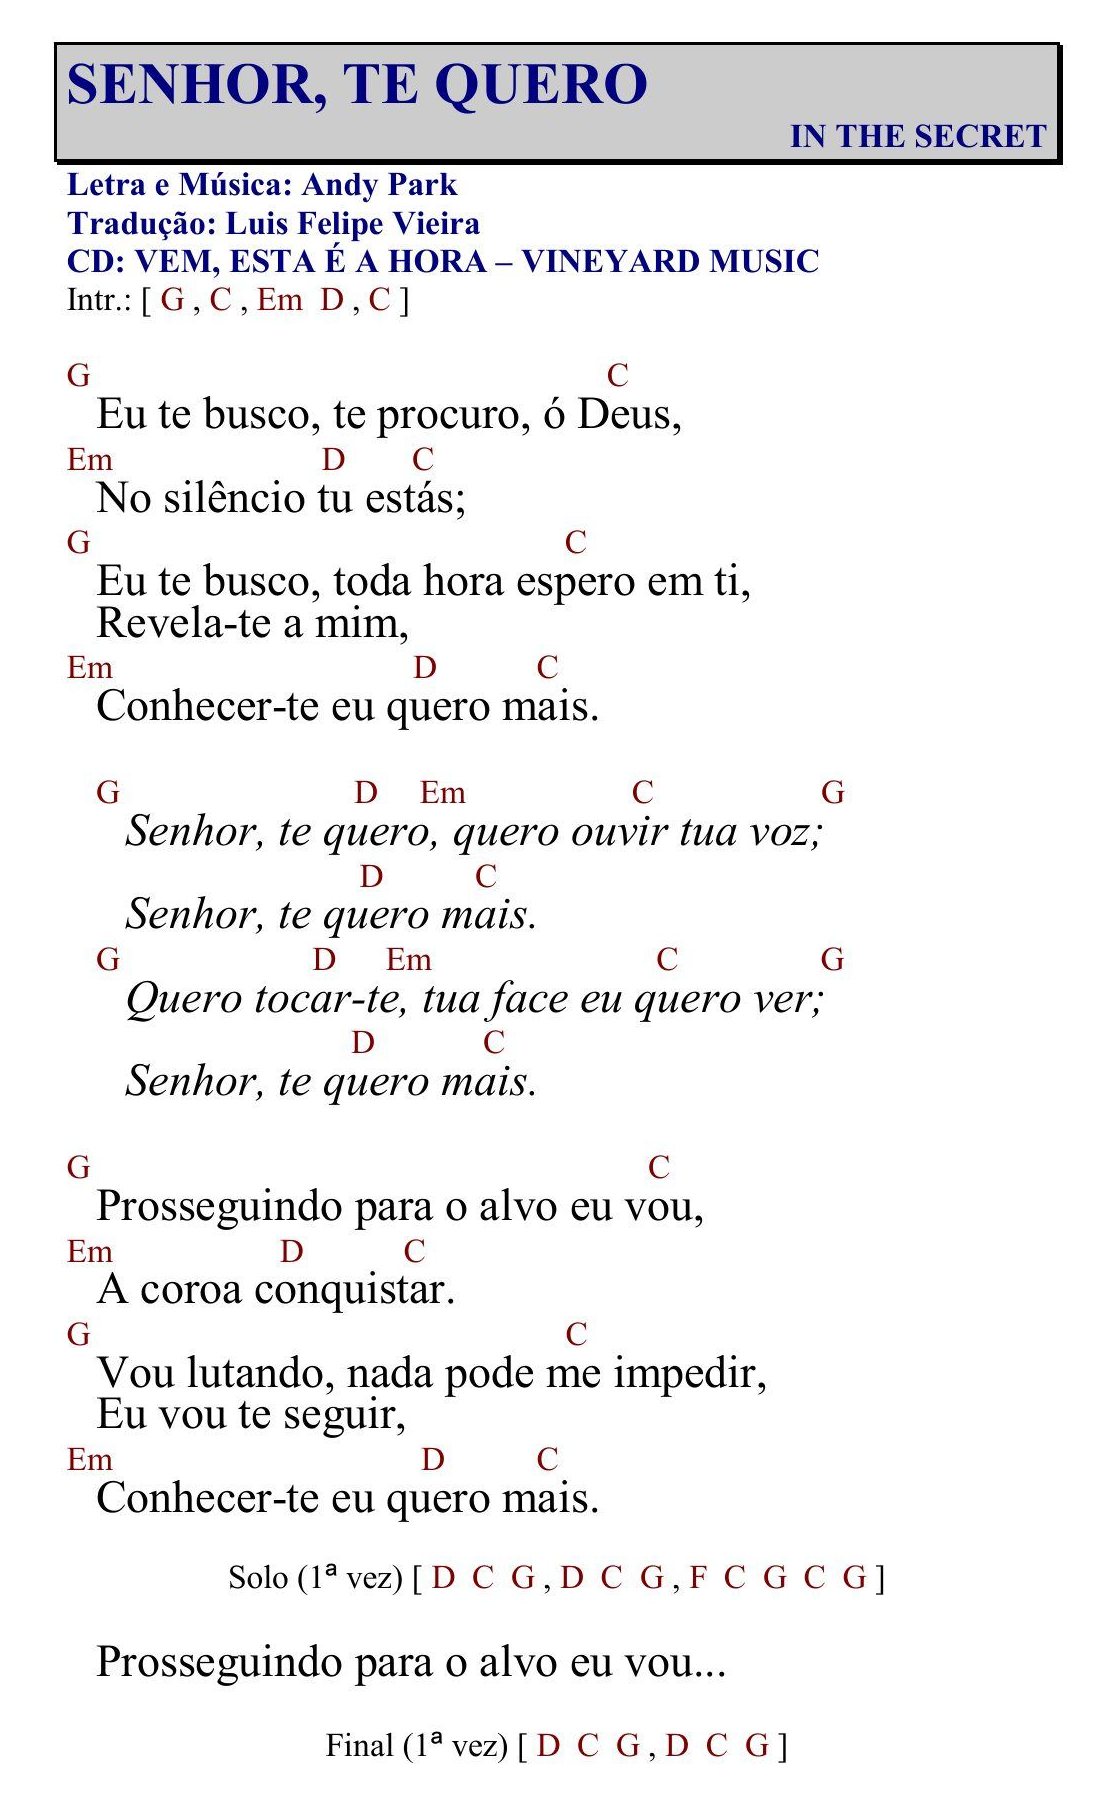 SENHOR, TE QUERO
IN THE SECRET
Letra e Música: Andy Park
Tradução: Luis Felipe Vieira
CD: VEM, ESTA É A HORA – VINEYARD MUSIC
Intr.: [ G , C , Em D , C ]
G C
Eu te busco, te procuro, ó Deus,
Em D C
No silêncio tu estás;
G C
Eu te busco, toda hora espero em ti,
Revela-te a mim,
Em D C
Conhecer-te eu quero mais.
G D Em C G
Senhor, te quero, quero ouvir tua voz;
D C
Senhor, te quero mais.
G D Em C G
Quero tocar-te, tua face eu quero ver;
D C
Senhor, te quero mais.
G C
Prosseguindo para o alvo eu vou,
Em D C
A coroa conquistar.
G C
Vou lutando, nada pode me impedir,
Eu vou te seguir,
Em D C
Conhecer-te eu quero mais.
Solo (1ª vez) [ D C G , D C G , F C G C G ]
Prosseguindo para o alvo eu vou...
Final (1ª vez) [ D C G , D C G ]